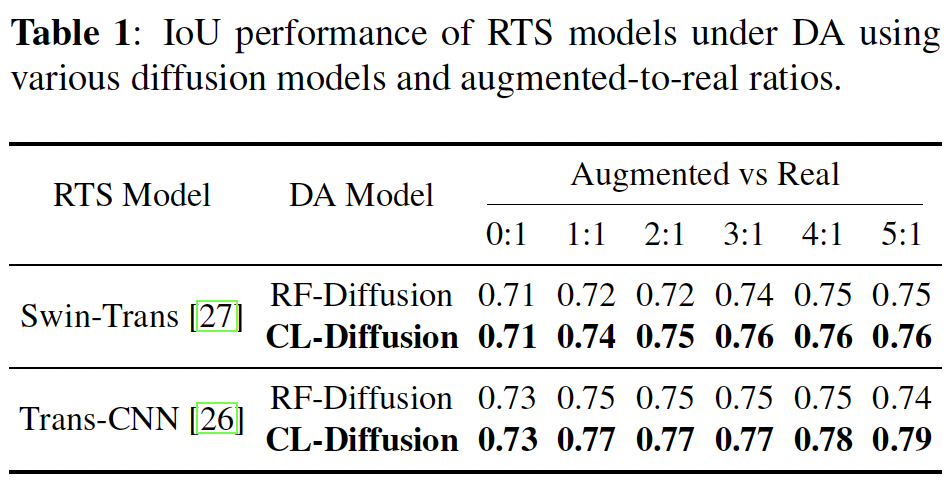 Table 1: IoU performance of RTS models under DA using
various diffusion models and augmented-to-real ratios.
RTS Model DA Model Augmented vs Real
0:1 1:1 2:1 3:1 4:1 5:1
Swin-Trans [27]
RF-Diffusion 0.71 0.72 0.72 0.74 0.75 0.75
CL-Diffusion 0.71 0.74 0.75 0.76 0.76 0.76
Trans-CNN [26]
RF-Diffusion 0.73 0.75 0.75 0.75 0.75 0.74
CL-Diffusion 0.73 0.77 0.77 0.77 0.78 0.79